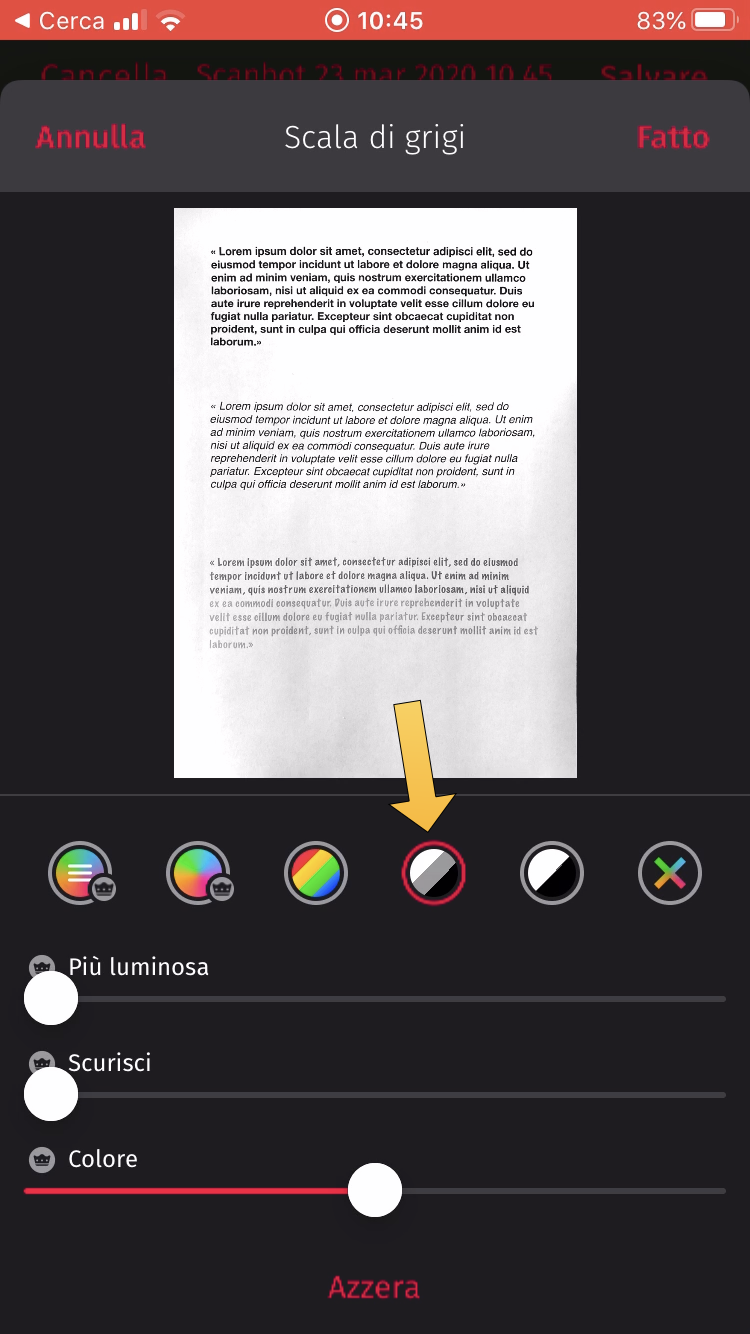 Cerca 10:45 83%
Cancella Scanbot 23 mar 2020 10.45 Salvare
Annulla Scala di grigi Fatto
« Lorem ipsum dolor sit amet, consectetur adipisci elit, sed do
eiusmod tempor incidunt ut labore et dolore magna aliqua. Ut
enim ad minim veniam, quis nostrum exercitationem ullamco
laboriosam, nisi ut aliquid ex ea commodi consequatur. Duis
aute irure reprehenderit in voluptate velit esse cillum dolore eu
fugiat nulla pariatur. Excepteur sint obcaecat cupiditat non
proident, sunt in culpa qui officia deserunt mollit anim id est
laborum.»
« Lorem ipsum dolor sit amet, consectetur adipisci elit, sed do
eiusmod tempor incidunt ut labore et dolore magna aliqua. Ut enim
ad minim veniam, quis nostrum exercitationem ullamco laboriosam,
nisi ut aliquid ex ea commodi consequatur. Duis aute irure
reprehenderit in voluptate velit esse cillum dolore eu fugiat nulla
pariatur. Excepteur sint obcaecat cupiditat non proident, sunt in
culpa qui officia deserunt mollit anim id est laborum.»
« Lorem ipsum dolor sit amet, consectetur adipisci elit, sed do eiusmod
tempor incidunt ut labore et dolore magna aliqua. Ut enim ad minim
veniam, quis nostrum exercitationem ullamco laboriosam, nisi ut aliquid
ex ea commodi consequatur. Duis aute irure reprehenderit in voluptate
velit esse cillum dolore eu fugiat nulla pariatur. Excepteur sint obcaecat
cupiditat non proident, sunt in culpa qui officia deserunt mollit anim id est
laborum.»
Più luminosa
Scurisci
Colore
Azzera